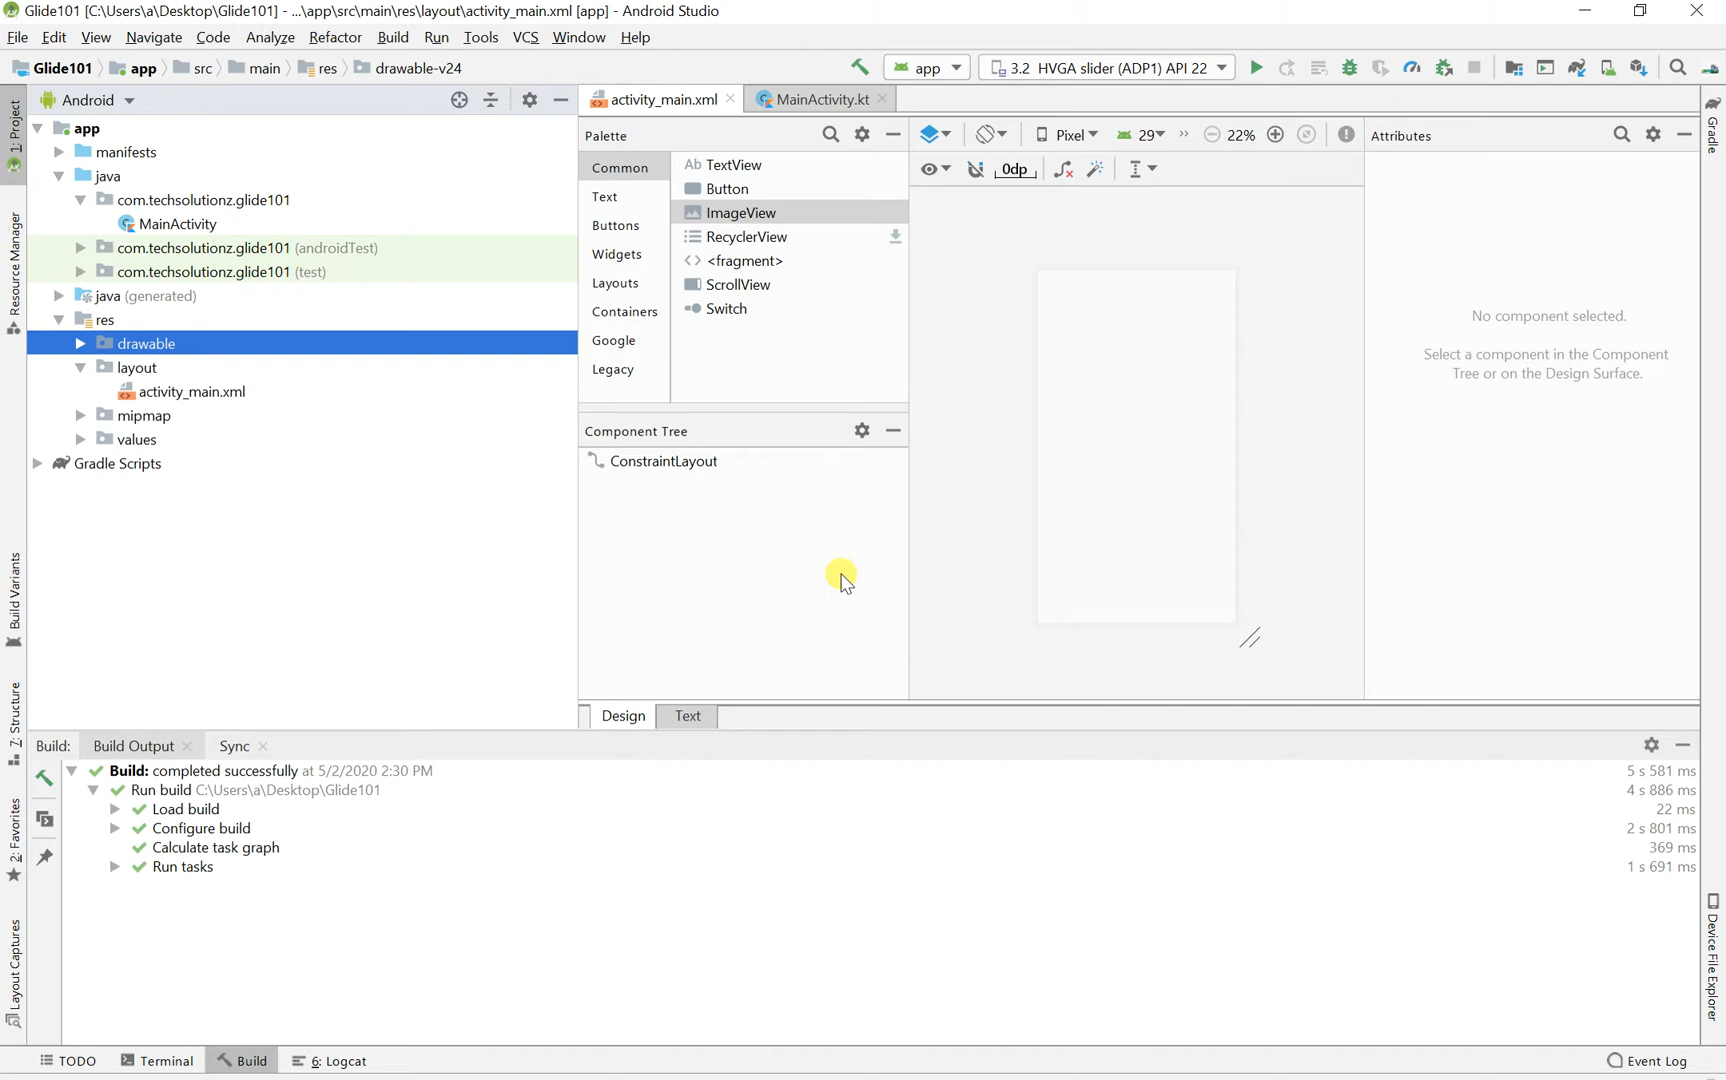 Glide101 [C:\Users\a\Desktop\Glide101] - ...\app\src\main\res\layout\activity_main.xml [app] - Android Studio
File Edit View Navigate Code Analyze Refactor Build Run Tools VCS Window Help
Glide101 app src main res drawable-v24 app 3.2 HVGA slider (ADP1) API 22
Android activity_main.xml MainActivity.kt
1: Project
Resource Manager
Build Variants
7: Structure
2: Favorites
Layout Captures
app
manifests
java
com.techsolutionz.glide101
MainActivity
com.techsolutionz.glide101 (androidTest)
com.techsolutionz.glide101 (test)
java (generated)
res
drawable
layout
activity_main.xml
mipmap
values
Gradle Scripts
Palette
Common
Text
Buttons
Widgets
Layouts
Containers
Google
Legacy
Ab TextView
Button
ImageView
RecyclerView
<fragment>
ScrollView
Switch
Component Tree
ConstraintLayout
Pixel 29 22%
0dp
Attributes
No component selected.
Select a component in the Component
Tree or on the Design Surface.
Gradle
Device File Explorer
Design Text
Build: Build Output Sync
Build: completed successfully at 5/2/2020 2:30 PM 5 s 581 ms
Run build C:\Users\a\Desktop\Glide101 4 s 886 ms
Load build 22 ms
Configure build 2 s 801 ms
Calculate task graph 369 ms
Run tasks 1 s 691 ms
TODO Terminal Build 6: Logcat Event Log